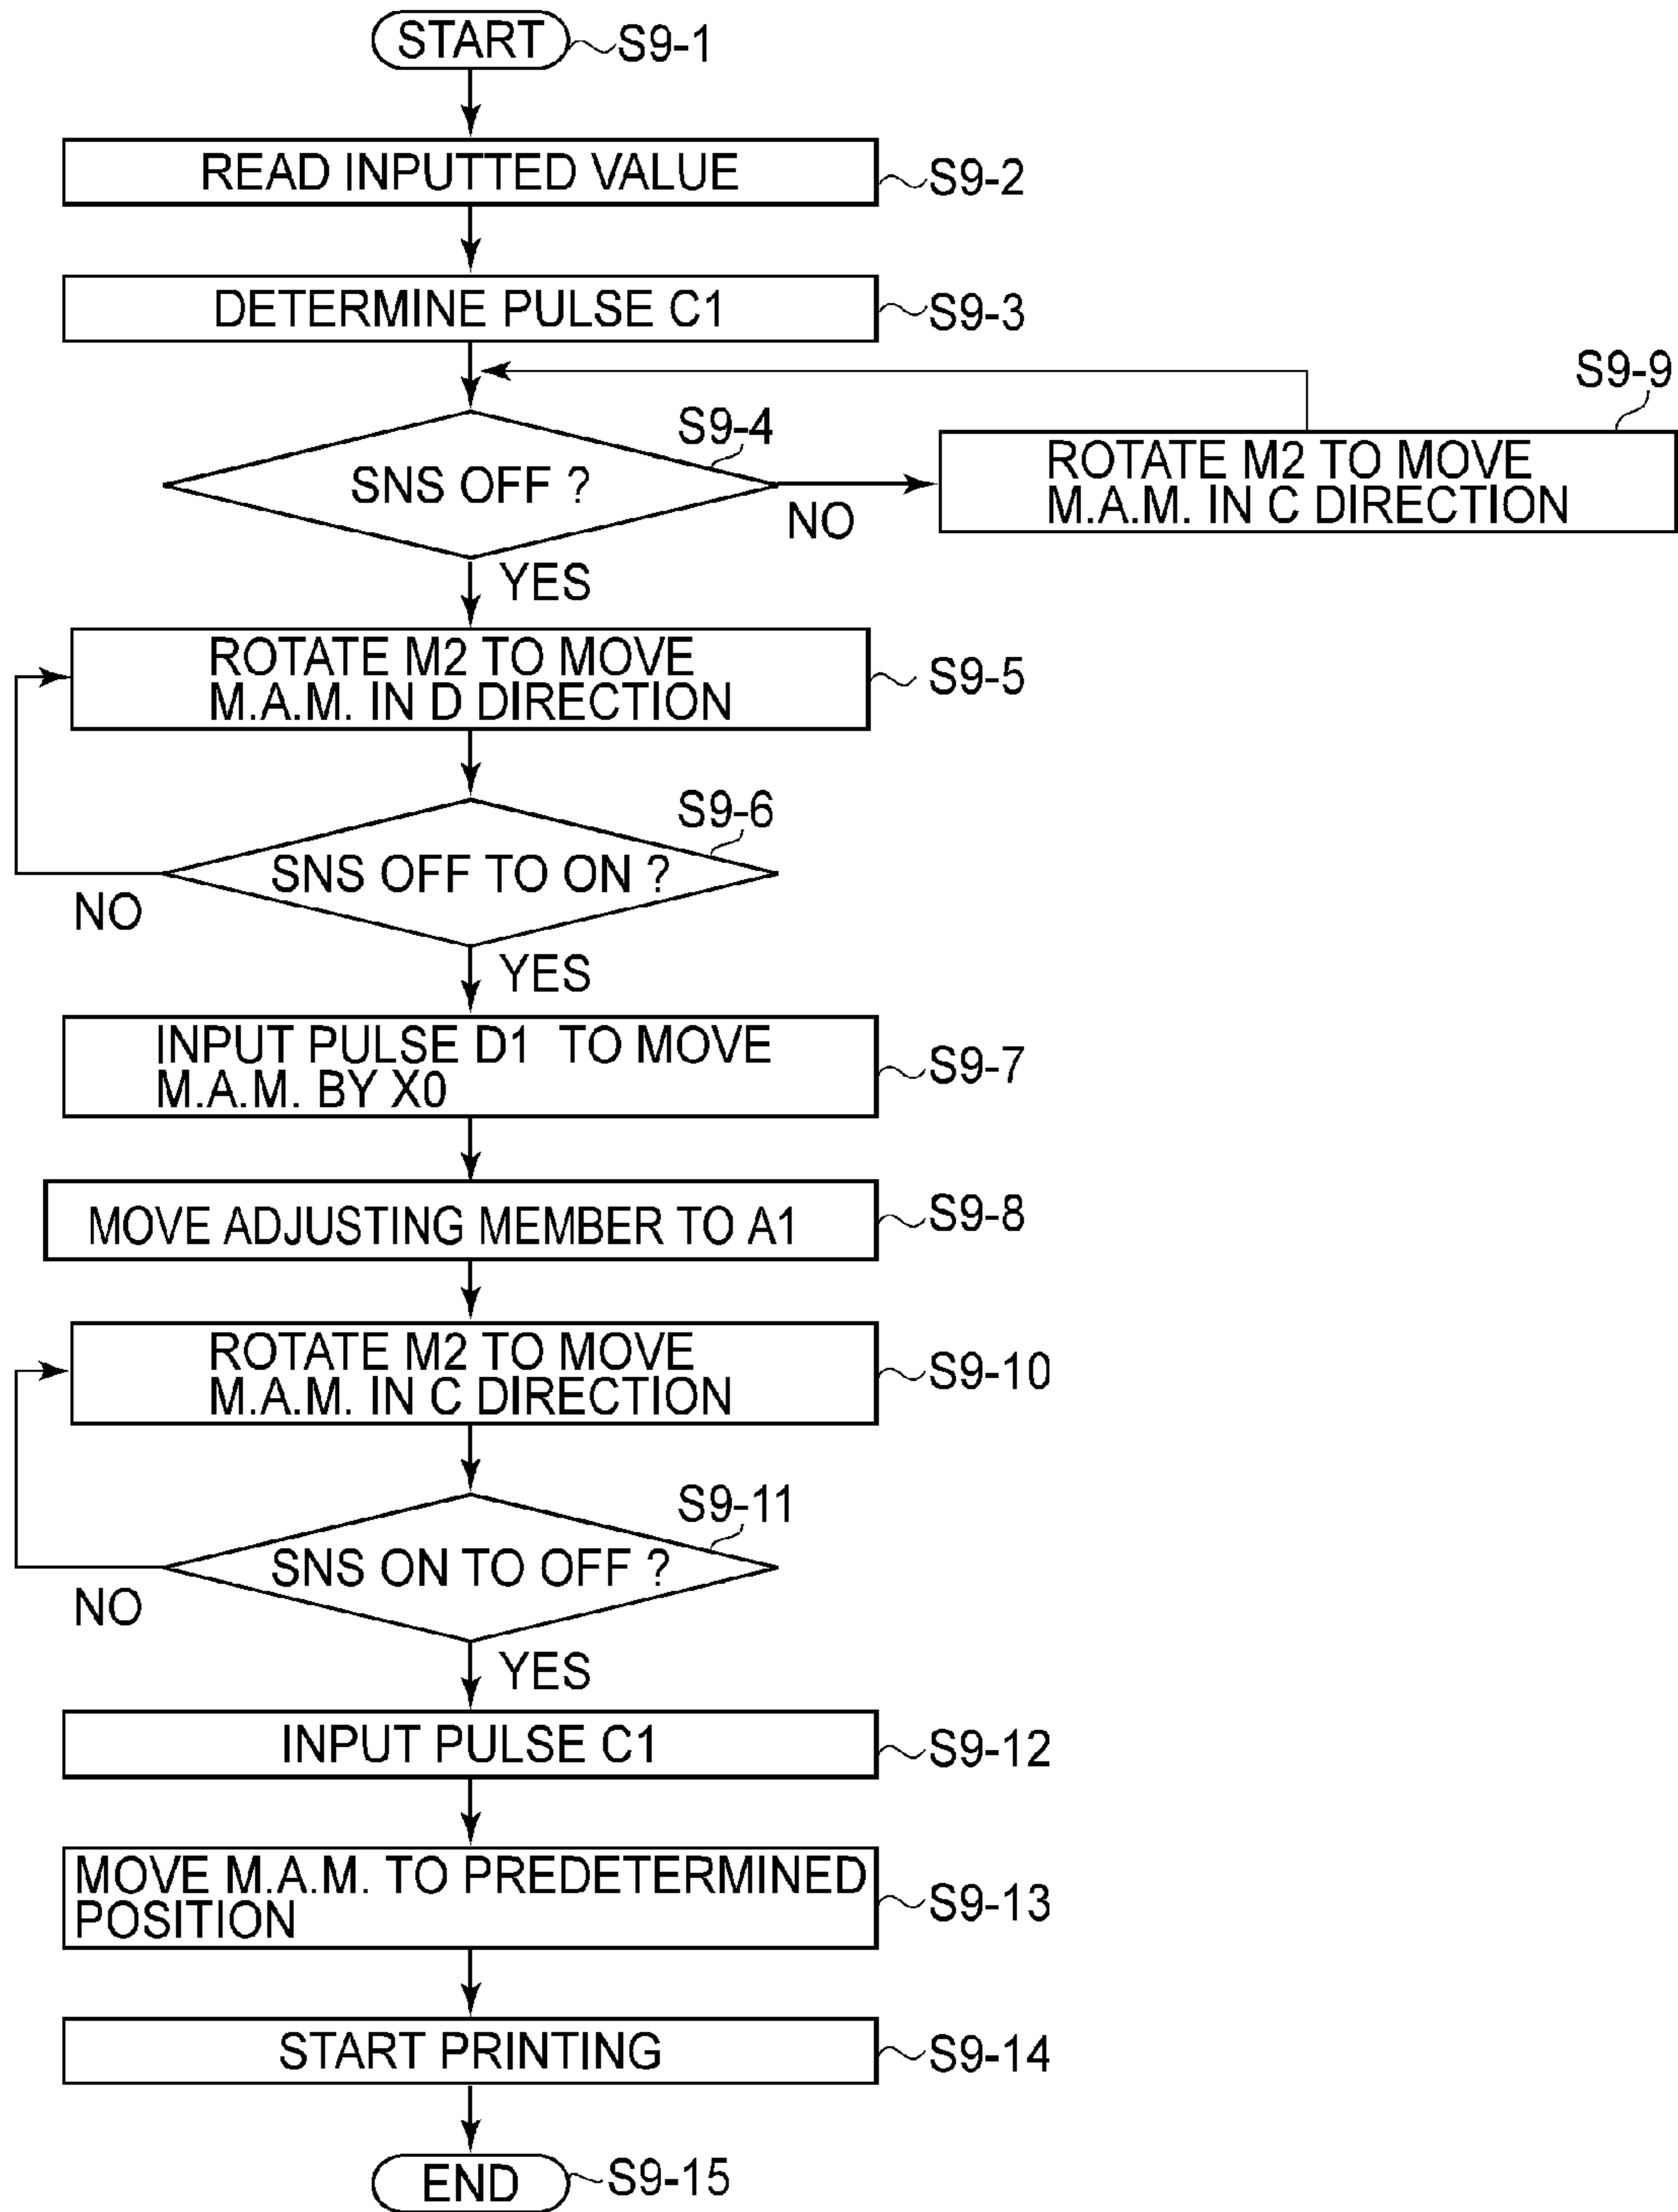 START
S9-1
READ INPUTTED VALUE
S9-2
DETERMINE PULSE C1
S9-3
S9-4
SNS OFF ?
NO
YES
S9-9
ROTATE M2 TO MOVE
M.A.M. IN C DIRECTION
ROTATE M2 TO MOVE
M.A.M. IN D DIRECTION
S9-5
S9-6
SNS OFF TO ON ?
NO
YES
INPUT PULSE D1 TO MOVE
M.A.M. BY X0
S9-7
MOVE ADJUSTING MEMBER TO A1
S9-8
ROTATE M2 TO MOVE
M.A.M. IN C DIRECTION
S9-10
S9-11
SNS ON TO OFF ?
NO
YES
INPUT PULSE C1
S9-12
MOVE M.A.M. TO PREDETERMINED
POSITION
S9-13
START PRINTING
S9-14
END
S9-15